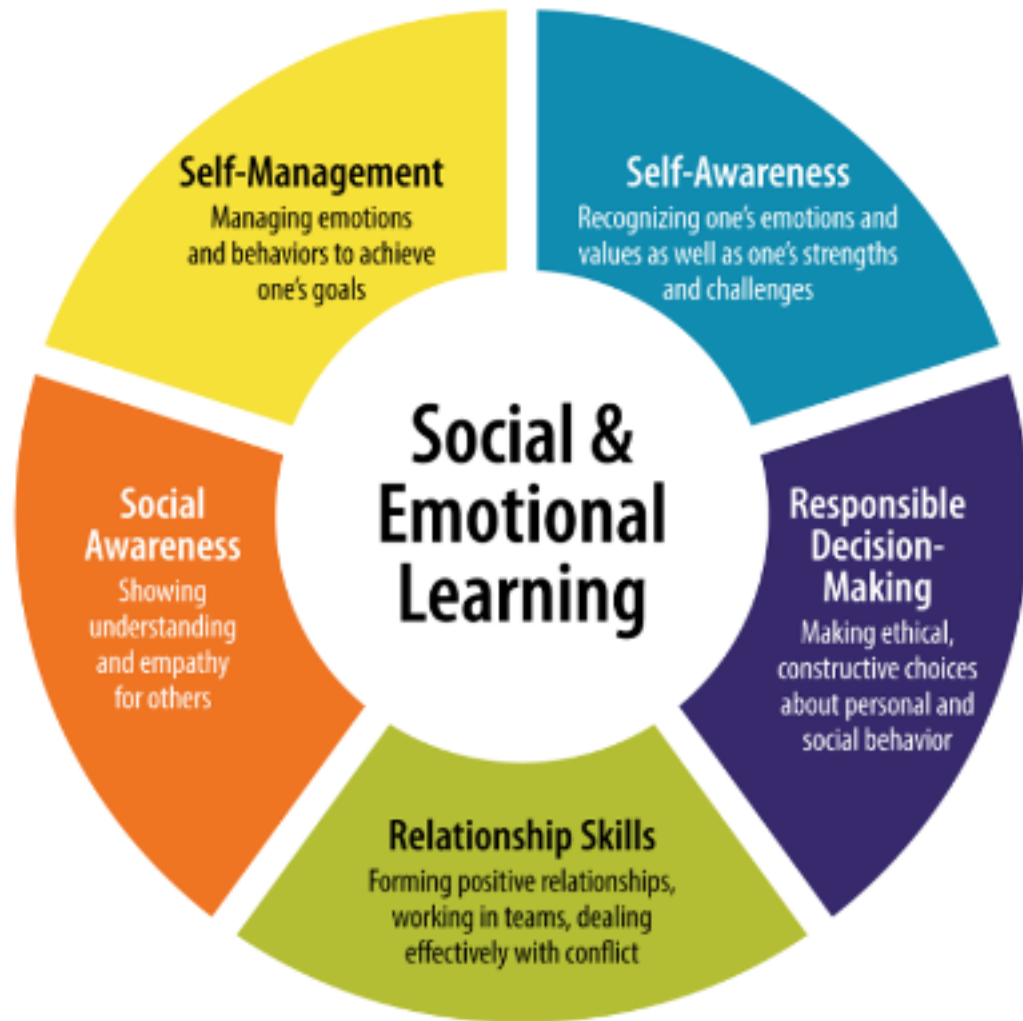 Self-Management
Managing emotions
and behaviors to achieve
one's goals
Self-Awareness
Recognizing one's emotions and
values as well as one's strengths
and challenges
Social &
Emotional
Learning
Social
Awareness
Showing
understanding
and empathy
for others
Responsible
Decision-
Making
Making ethical,
constructive choices
about personal and
social behavior
Relationship Skills
Forming positive relationships,
working in teams, dealing
effectively with conflict